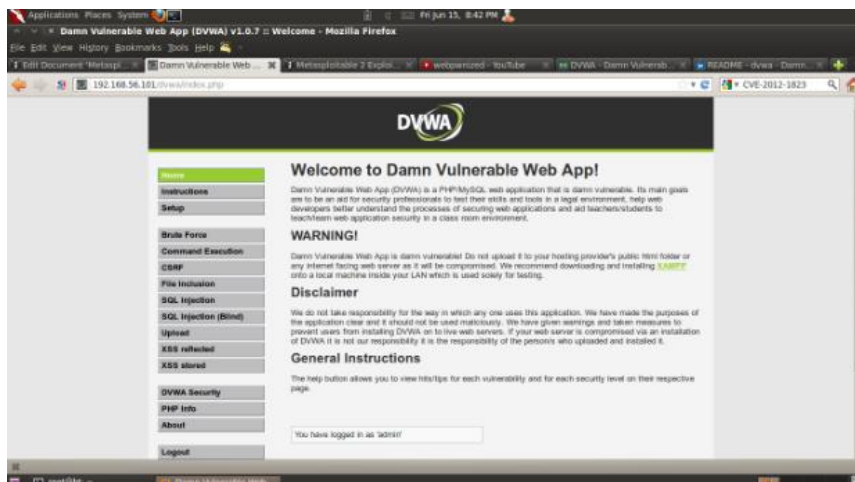 Applications Places System
Fri Jun 15, 8:42 PM
Damn Vulnerable Web App (DVWA) v1.0.7 :: Welcome - Mozilla Firefox
File Edit View History Bookmarks Tools Help
Edit Document 'Metaspl...
Damn Vulnerable Web ...
Metasploitable 2 Exploi...
webpwnized - YouTube
DVWA - Damn Vulnerab...
README - dvwa - Damn...
192.168.56.101/dvwa/index.php
CVE-2012-1823
DVWA
Home
Instructions
Setup
Brute Force
Command Execution
CSRF
File Inclusion
SQL Injection
SQL Injection (Blind)
Upload
XSS reflected
XSS stored
DVWA Security
PHP Info
About
Logout
Welcome to Damn Vulnerable Web App!
Damn Vulnerable Web App (DVWA) is a PHP/MySQL web application that is damn vulnerable. Its main goals
are to be an aid for security professionals to test their skills and tools in a legal environment, help web
developers better understand the processes of securing web applications and aid teachers/students to
teach/learn web application security in a class room environment.
WARNING!
Damn Vulnerable Web App is damn vulnerable! Do not upload it to your hosting provider's public html folder or
any internet facing web server as it will be compromised. We recommend downloading and installing XAMPP
onto a local machine inside your LAN which is used solely for testing.
Disclaimer
We do not take responsibility for the way in which any one uses this application. We have made the purposes of
the application clear and it should not be used maliciously. We have given warnings and taken measures to
prevent users from installing DVWA on to live web servers. If your web server is compromised via an installation
of DVWA it is not our responsibility it is the responsibility of the person/s who uploaded and installed it.
General Instructions
The help button allows you to view hits/tips for each vulnerability and for each security level on their respective
page.
You have logged in as 'admin'